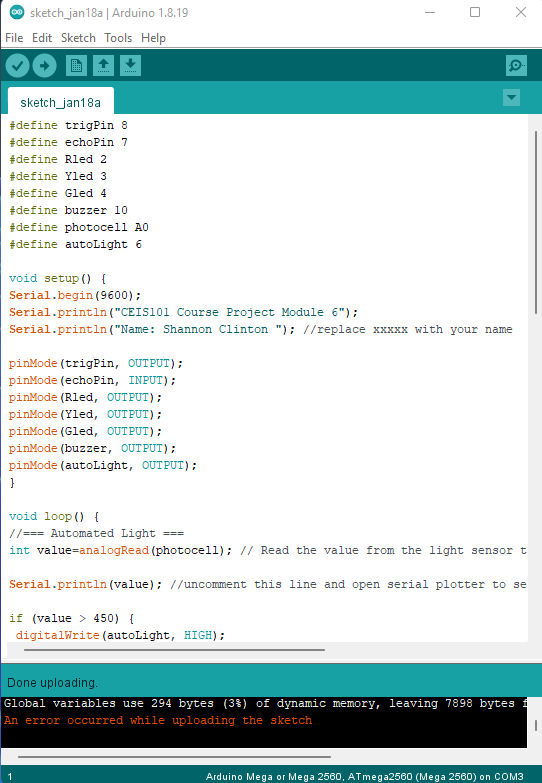 sketch_jan18a | Arduino 1.8.19
File Edit Sketch Tools Help
sketch_jan18a
#define trigPin 8
#define echoPin 7
#define Rled 2
#define Yled 3
#define Gled 4
#define buzzer 10
#define photocell A0
#define autoLight 6
void setup() {
Serial.begin(9600);
Serial.println("CEIS101 Course Project Module 6");
Serial.println("Name: Shannon Clinton "); //replace xxxxx with your name
pinMode(trigPin, OUTPUT);
pinMode(echoPin, INPUT);
pinMode(Rled, OUTPUT);
pinMode(Yled, OUTPUT);
pinMode(Gled, OUTPUT);
pinMode(buzzer, OUTPUT);
pinMode(autoLight, OUTPUT);
}
void loop() {
//=== Automated Light ===
int value=analogRead(photocell); // Read the value from the light sensor t
Serial.println(value); //uncomment this line and open serial plotter to se
if (value > 450) {
digitalWrite(autoLight, HIGH);
Done uploading.
Global variables use 294 bytes (3%) of dynamic memory, leaving 7898 bytes f
An error occurred while uploading the sketch
1 Arduino Mega or Mega 2560, ATmega2560 (Mega 2560) on COM3